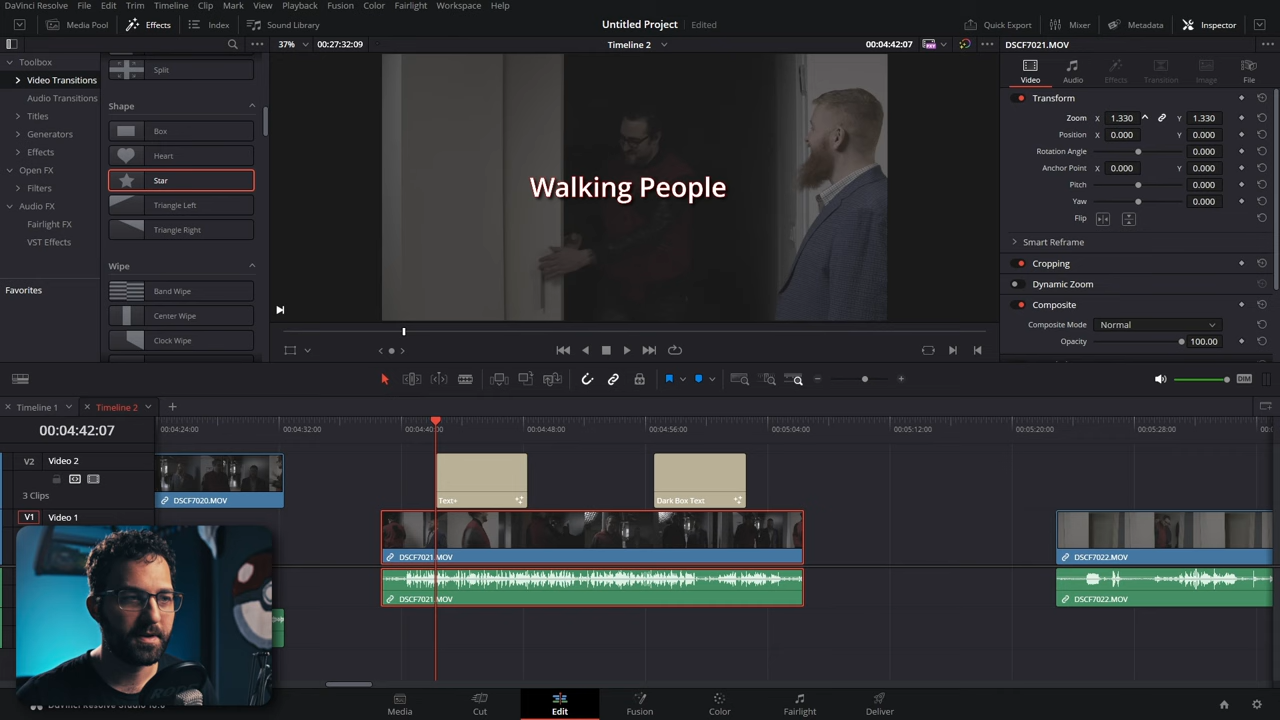 DaVinci Resolve File Edit Trim Timeline Clip Mark View Playback Fusion Color Fairlight Workspace Help
Media Pool Effects Index Sound Library Untitled Project Edited Quick Export Mixer Metadata Inspector
37% 00:27:32:09 Timeline 2 00:04:42:07 DSCF7021.MOV
Toolbox
Video Transitions
Audio Transitions
Titles
Generators
Effects
Open FX
Filters
Audio FX
Fairlight FX
VST Effects
Favorites
Split
Shape
Box
Heart
Star
Triangle Left
Triangle Right
Wipe
Band Wipe
Center Wipe
Clock Wipe
Walking People
Video Audio Effects Transition Image File
Transform
Zoom X 1.330 Y 1.330
Position X 0.000 Y 0.000
Rotation Angle 0.000
Anchor Point X 0.000 Y 0.000
Pitch 0.000
Yaw 0.000
Flip
Smart Reframe
Cropping
Dynamic Zoom
Composite
Composite Mode Normal
Opacity 100.00
DIM
Timeline 1 Timeline 2
00:04:42:07
00:04:24:00 00:04:32:00 00:04:40:00 00:04:48:00 00:04:56:00 00:05:04:00 00:05:12:00 00:05:20:00 00:05:28:00
V2 Video 2
3 Clips
DSCF7020.MOV Text+ Dark Box Text
V1 Video 1
DSCF7021.MOV DSCF7022.MOV
DSCF7021.MOV DSCF7022.MOV
Media Cut Edit Fusion Color Fairlight Deliver